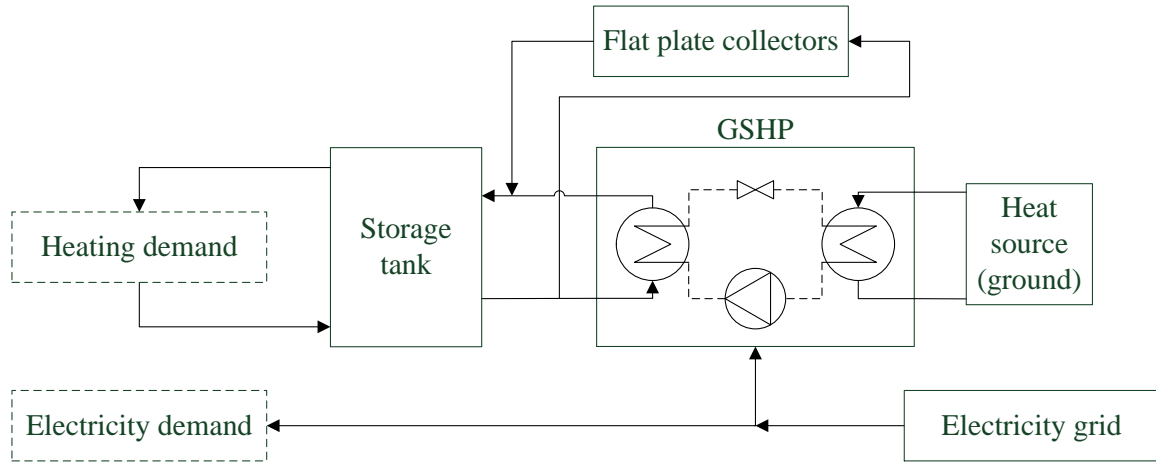 Flat plate collectors
GSHP
Heating demand
Storage
tank
Heat
source
(ground)
Electricity demand
Electricity grid